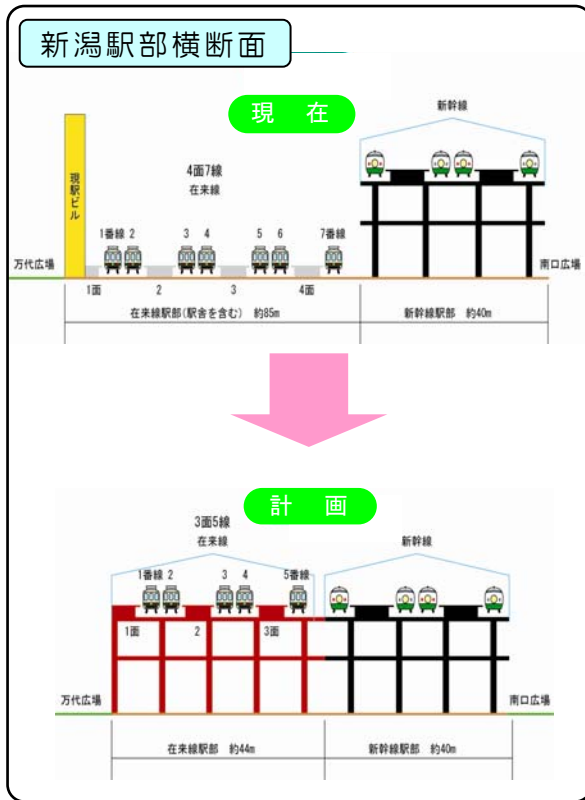 新潟駅部横断面
現 在
新幹線
4面7線
在来線
現駅ビル
1番線 2 3 4 5 6 7番線
万代広場 南口広場
1面 2 3 4面
在来線駅部(駅舎を含む) 約85m 新幹線駅部 約40m
計 画
3面5線
在来線 新幹線
1番線 2 3 4 5番線
1面 2 3面
万代広場 南口広場
在来線駅部 約44m 新幹線駅部 約40m